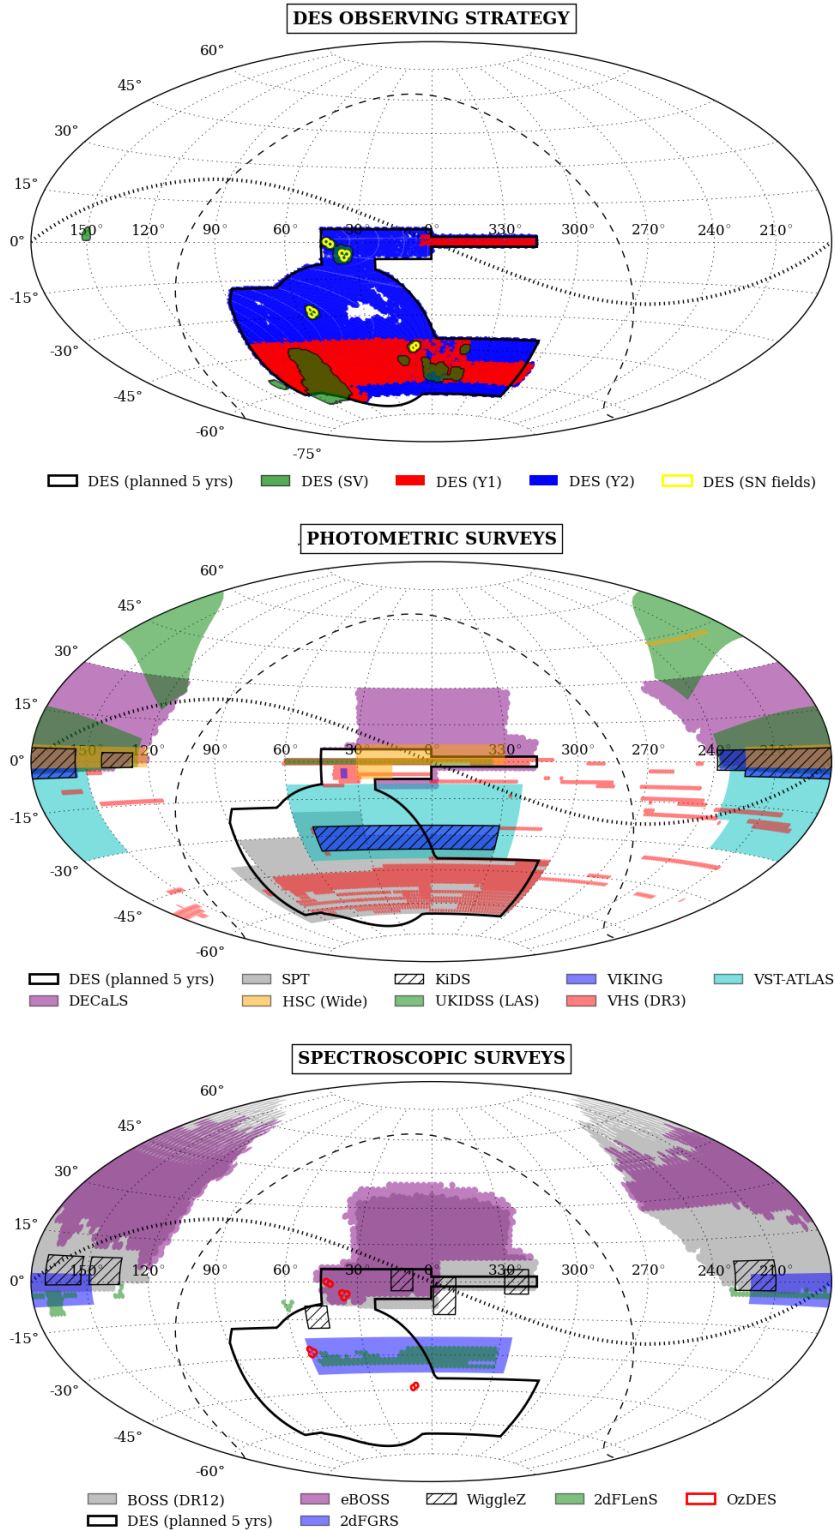 DES OBSERVING STRATEGY
60°
45°
30°
15°
0°
-15°
-30°
-45°
-60°
-75°
150° 120° 90° 60° 30° 0° 330° 300° 270° 240° 210°
DES (planned 5 yrs) DES (SV) DES (Y1) DES (Y2) DES (SN fields)
PHOTOMETRIC SURVEYS
60°
45°
30°
15°
0°
-15°
-30°
-45°
-60°
150° 120° 90° 60° 30° 0° 330° 300° 270° 240° 210°
DES (planned 5 yrs) SPT KiDS VIKING VST-ATLAS
DECaLS HSC (Wide) UKIDSS (LAS) VHS (DR3)
SPECTROSCOPIC SURVEYS
60°
45°
30°
15°
0°
-15°
-30°
-45°
-60°
150° 120° 90° 60° 30° 0° 330° 300° 270° 240° 210°
BOSS (DR12) eBOSS WiggleZ 2dFLenS OzDES
DES (planned 5 yrs) 2dFGRS